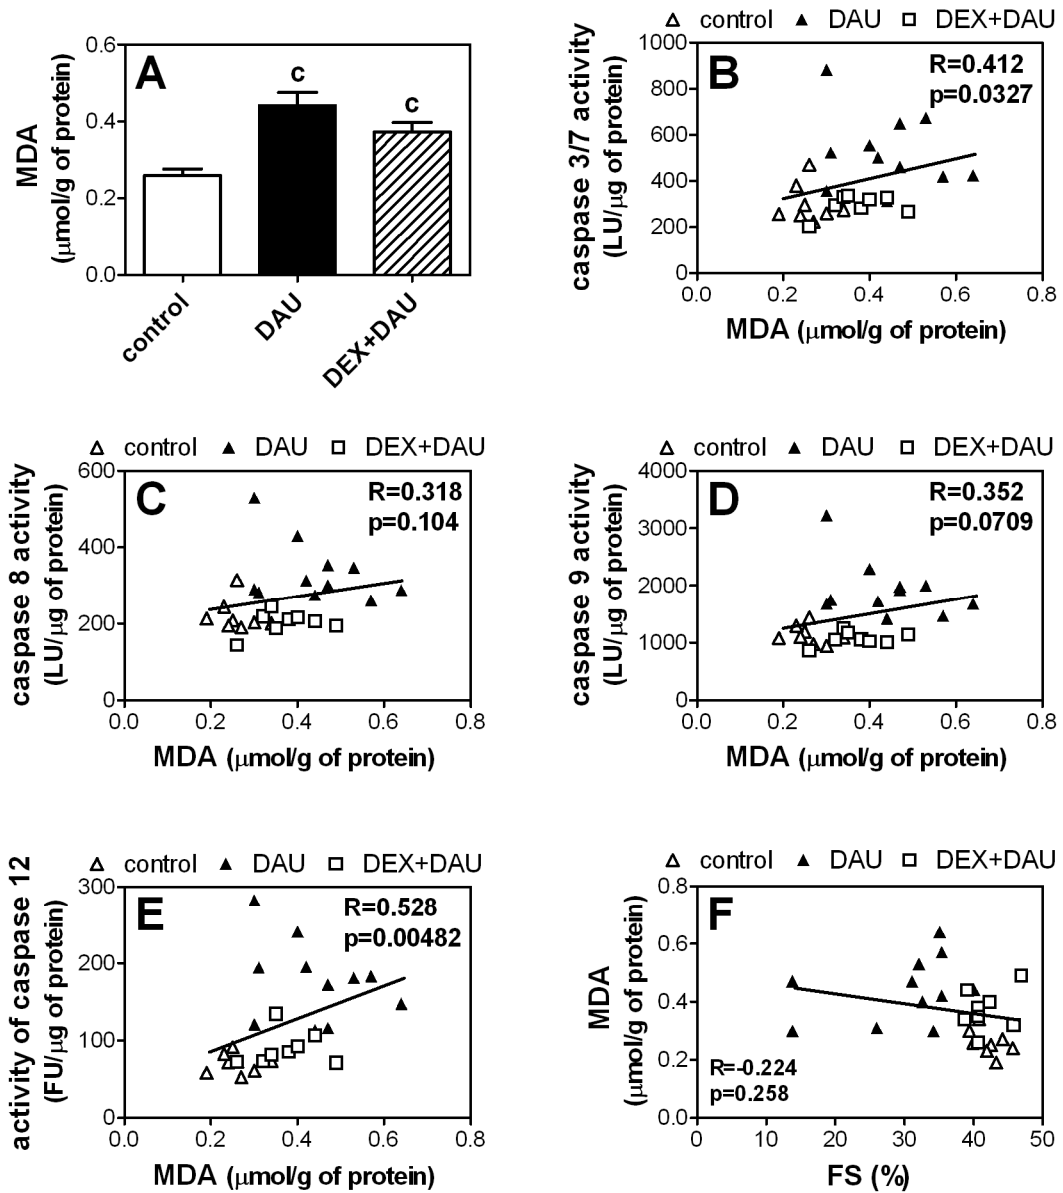 A
MDA
(μmol/g of protein)
0.6
0.4
0.2
0.0
c
c
control
DAU
DEX+DAU
control DAU DEX+DAU
B
R=0.412
p=0.0327
caspase 3/7 activity
(LU/μg of protein)
1000
800
600
400
200
0
0.0 0.2 0.4 0.6 0.8
MDA (μmol/g of protein)
control DAU DEX+DAU
C
R=0.318
p=0.104
caspase 8 activity
(LU/μg of protein)
600
400
200
0
0.0 0.2 0.4 0.6 0.8
MDA (μmol/g of protein)
control DAU DEX+DAU
D
R=0.352
p=0.0709
caspase 9 activity
(LU/μg of protein)
4000
3000
2000
1000
0
0.0 0.2 0.4 0.6 0.8
MDA (μmol/g of protein)
control DAU DEX+DAU
E
R=0.528
p=0.00482
activity of caspase 12
(FU/μg of protein)
300
200
100
0
0.0 0.2 0.4 0.6 0.8
MDA (μmol/g of protein)
control DAU DEX+DAU
F
MDA
(μmol/g of protein)
0.8
0.6
0.4
0.2
0.0
R=-0.224
p=0.258
0 10 20 30 40 50
FS (%)